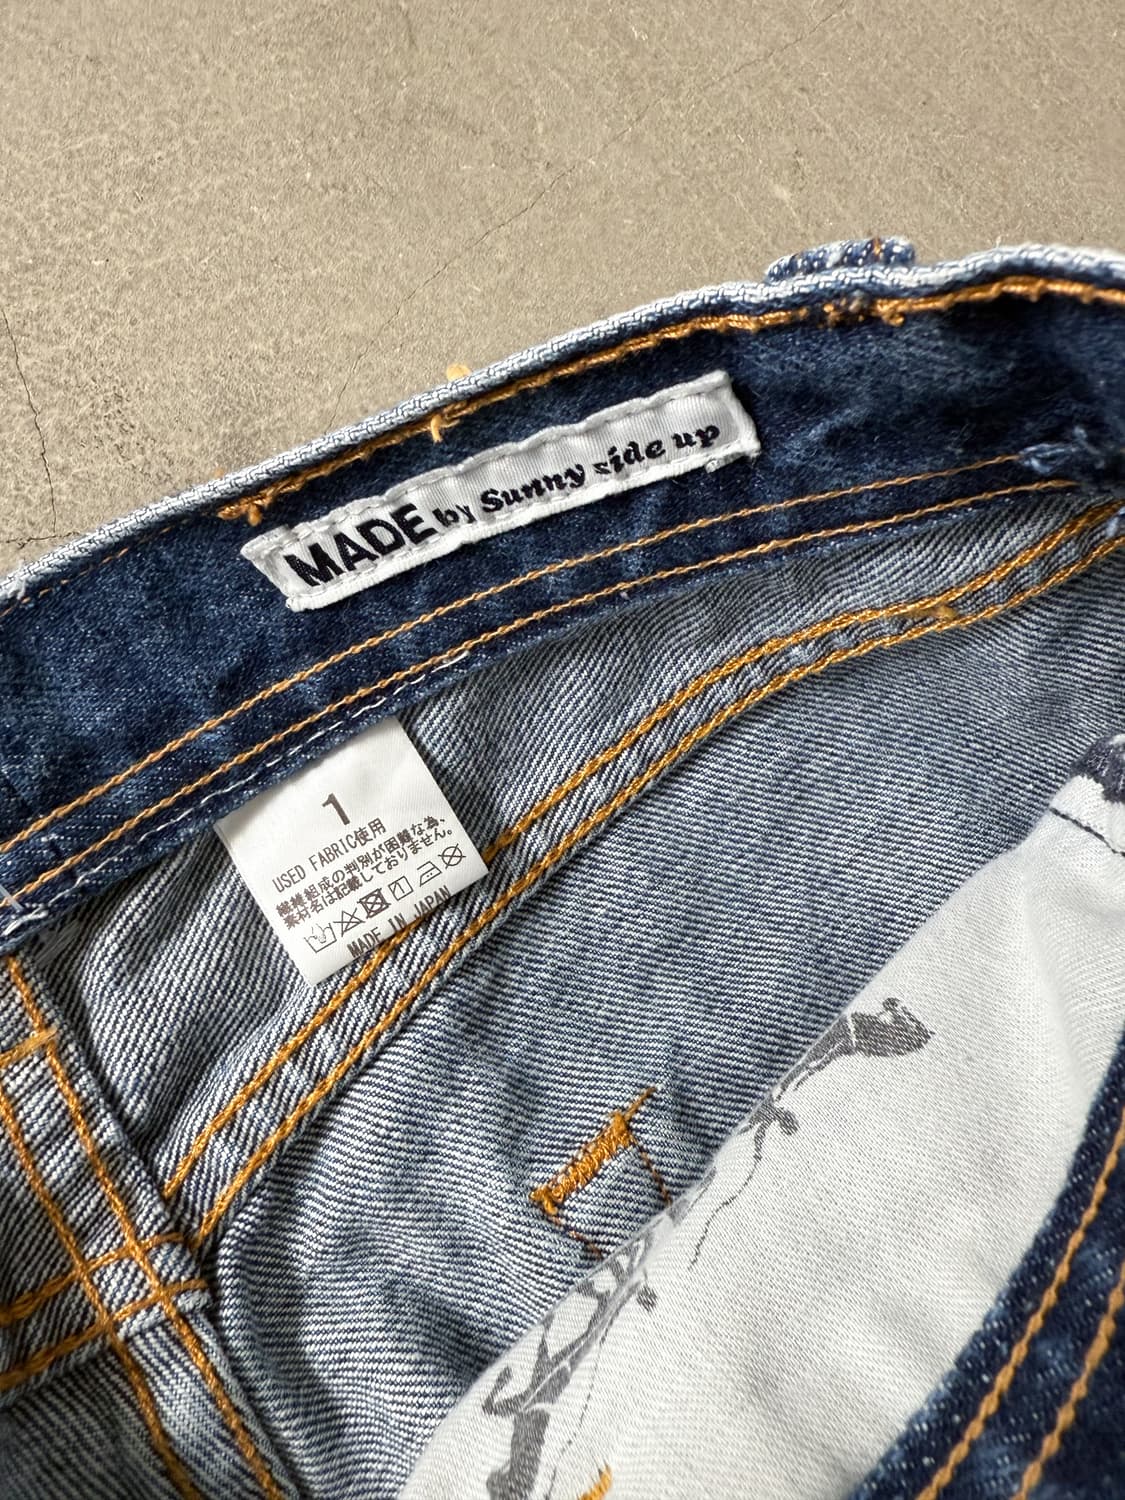 MADE by Sunny side up
1
USED FABRIC使用
繊維組成の判別が困難な為、
素材名は記載しておりません。
MADE IN JAPAN